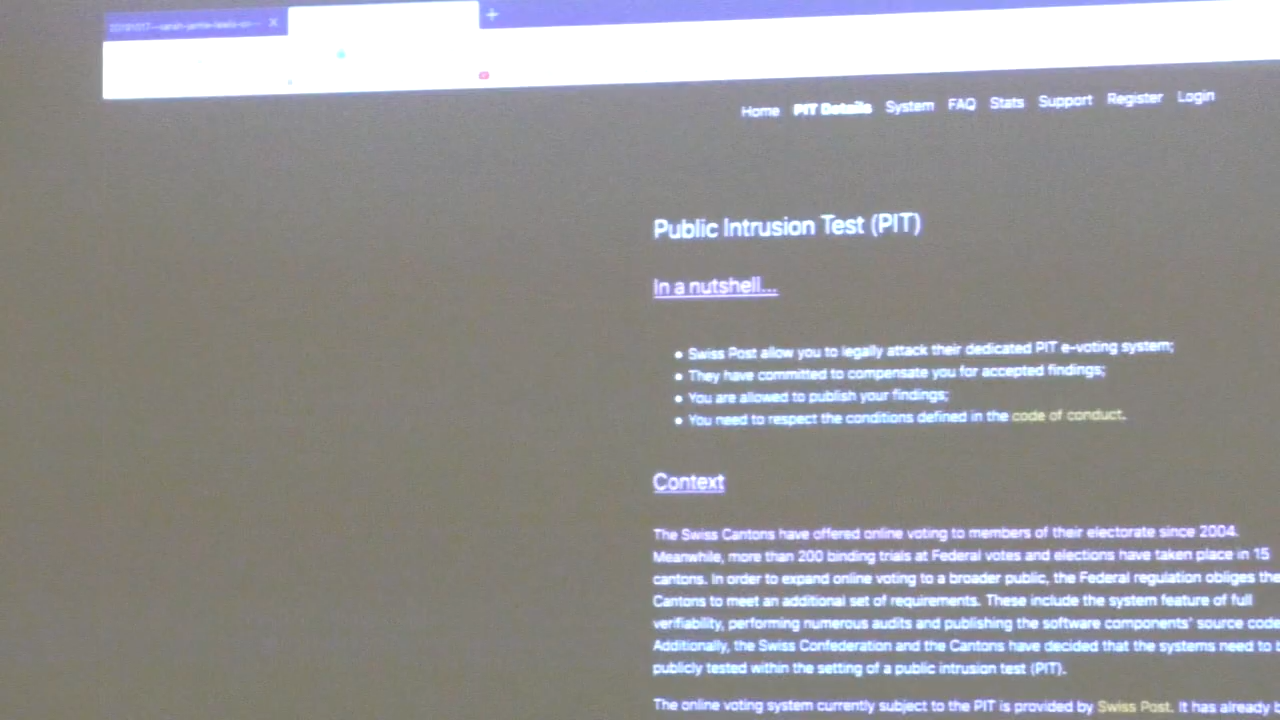 Home PIT Details System FAQ Stats Support Register Login
Public Intrusion Test (PIT)
In a nutshell...
• Swiss Post allow you to legally attack their dedicated PIT e-voting system;
• They have committed to compensate you for accepted findings;
• You are allowed to publish your findings;
• You need to respect the conditions defined in the code of conduct.
Context
The Swiss Cantons have offered online voting to members of their electorate since 2004.
Meanwhile, more than 200 binding trials at Federal votes and elections have taken place in 15
cantons. In order to expand online voting to a broader public, the Federal regulation obliges the
Cantons to meet an additional set of requirements. These include the system feature of full
verifiability, performing numerous audits and publishing the software components' source code
Additionally, the Swiss Confederation and the Cantons have decided that the systems need to
publicly tested within the setting of a public intrusion test (PIT).
The online voting system currently subject to the PIT is provided by Swiss Post. It has already